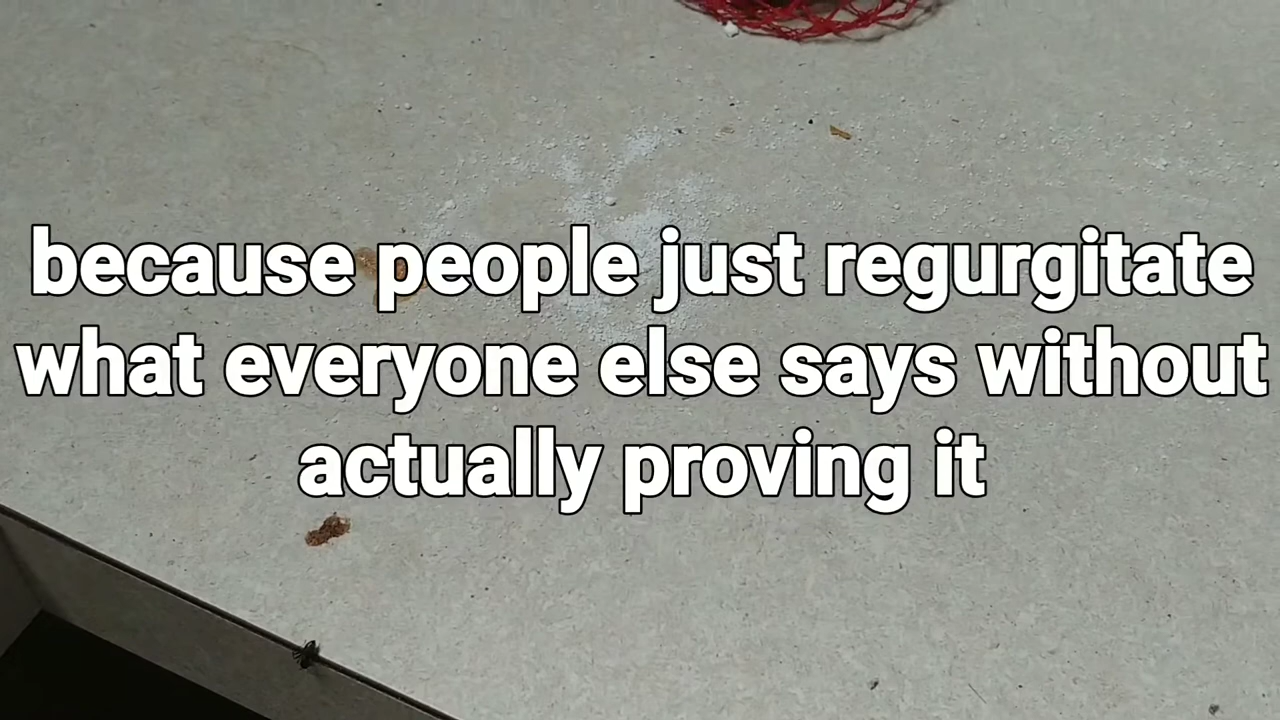 because people just regurgitate
what everyone else says without
actually proving it